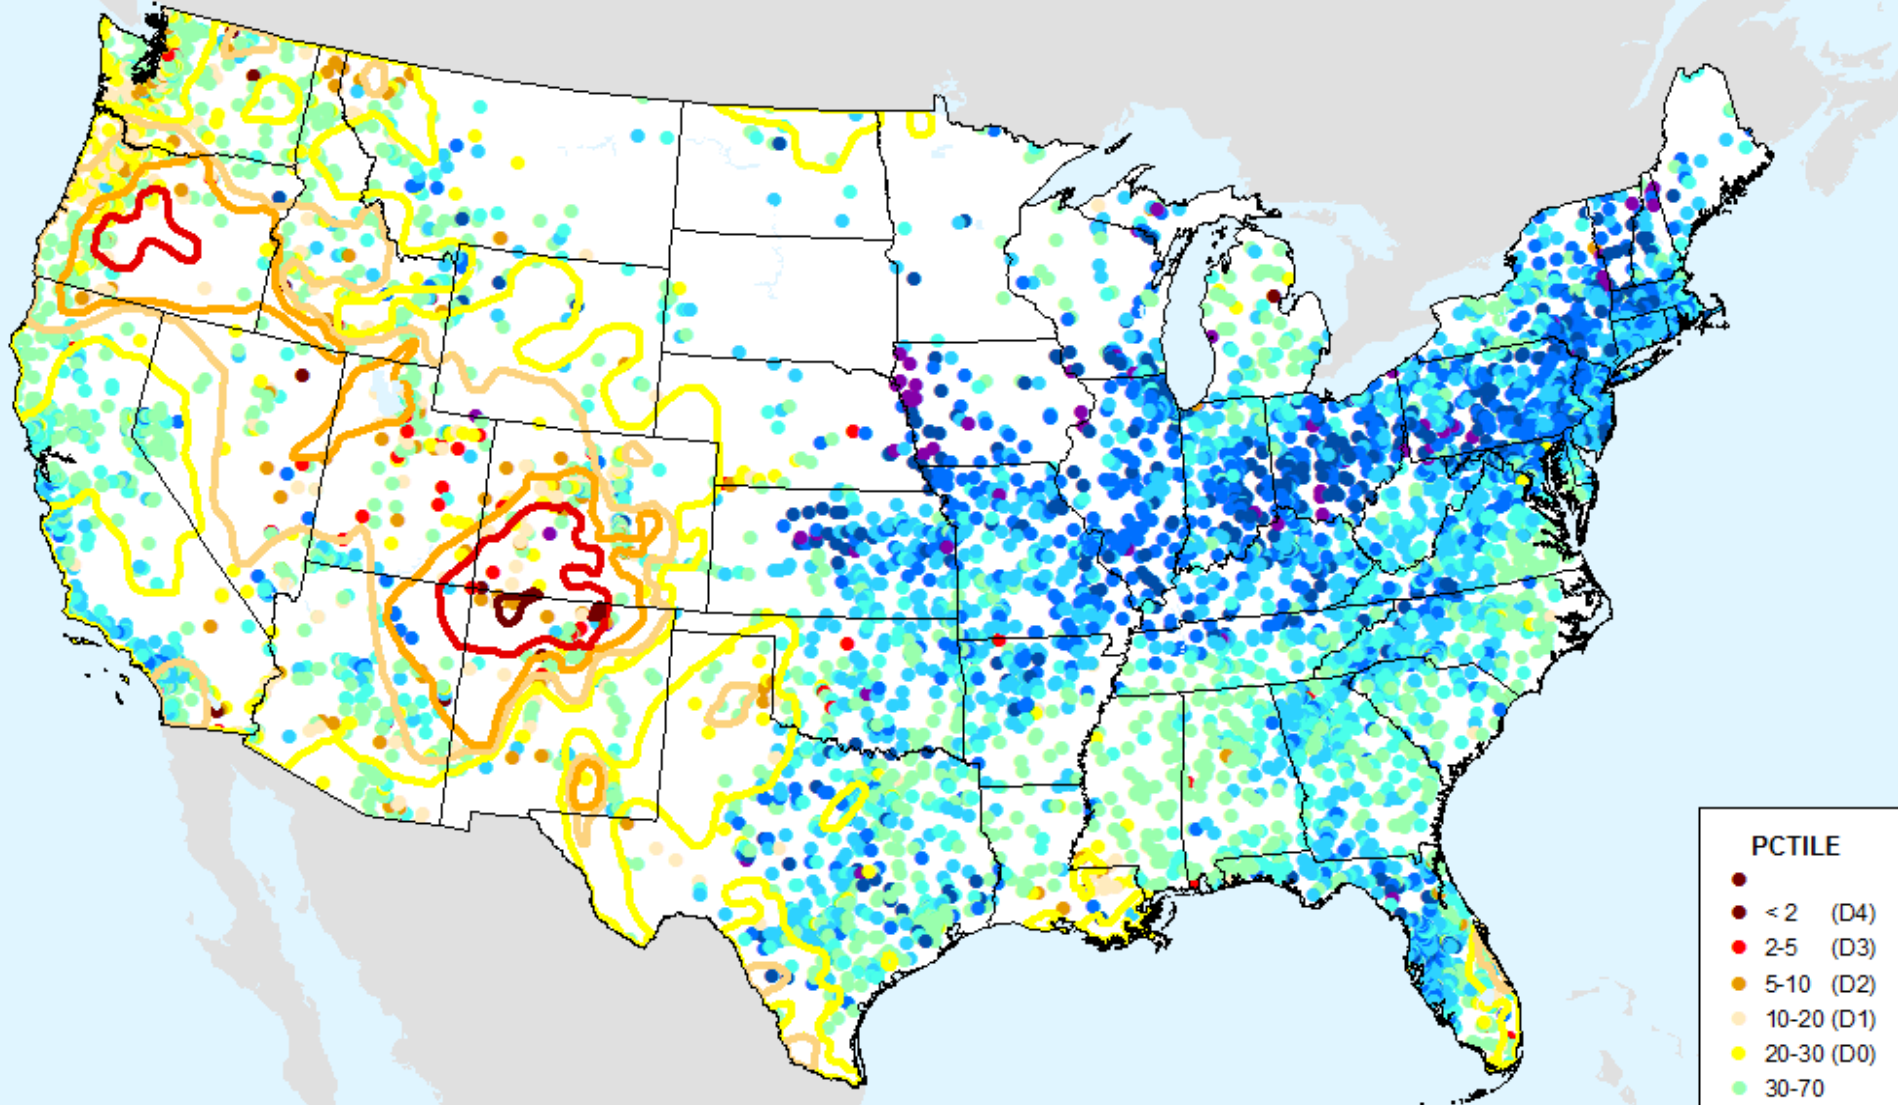 PCTILE
< 2 (D4)
2-5 (D3)
5-10 (D2)
10-20 (D1)
20-30 (D0)
30-70